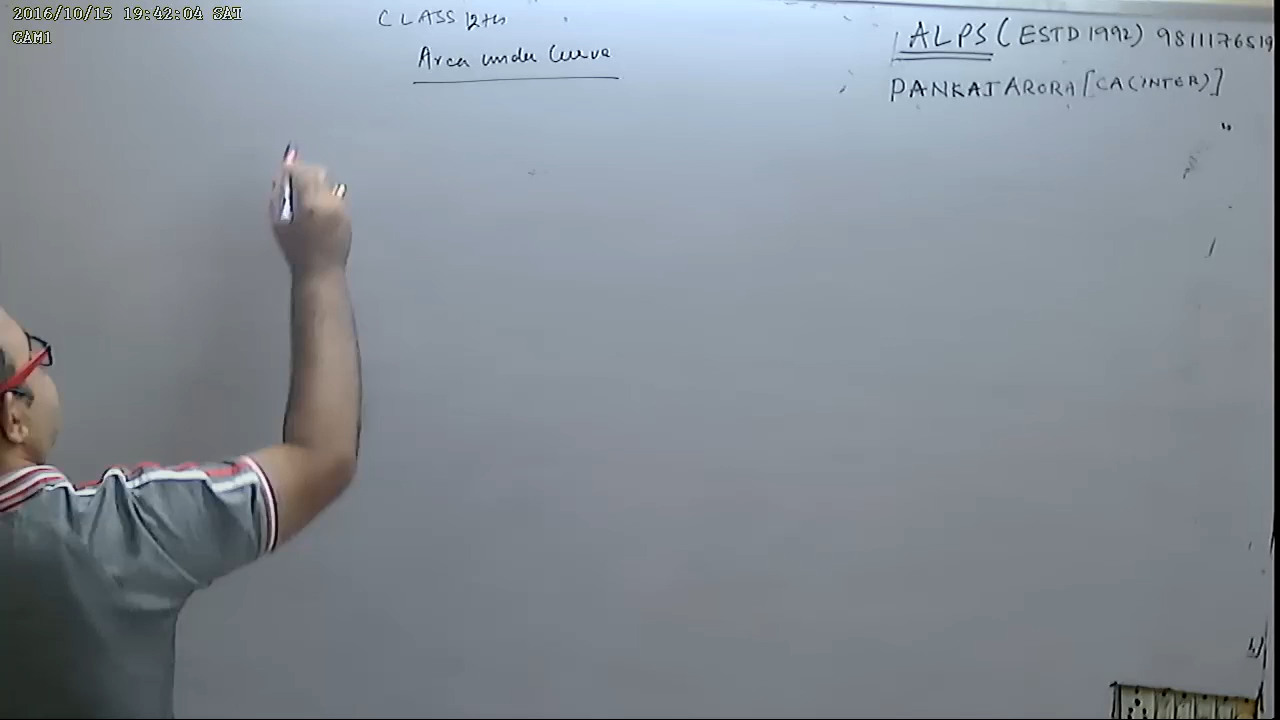 2016/10/15 19:42:04 SAT
CAM1
CLASS 12th
Area under Curve
ALPS (ESTD 1992) 9811176519
PANKAJ ARORA [CA(INTER)]